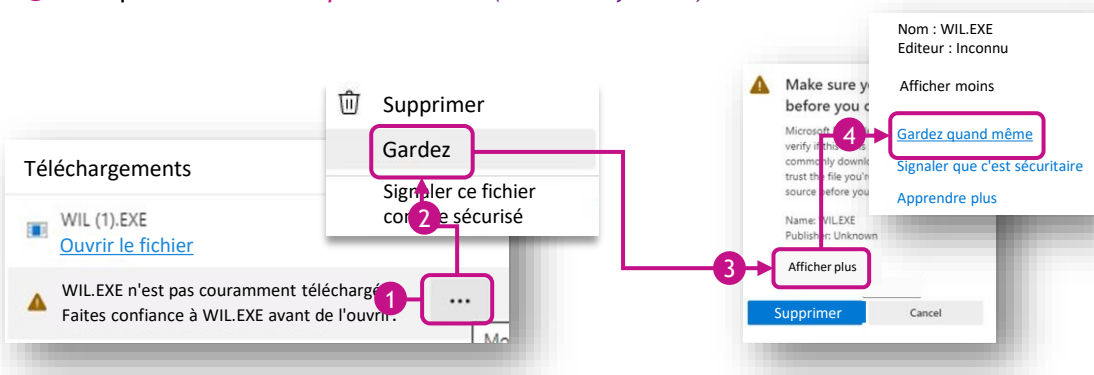 Téléchargements
WIL (1).EXE
Ouvrir le fichier
WIL.EXE n'est pas couramment télécharg
Faites confiance à WIL.EXE avant de l'ouvrir.
1
...
Supprimer
Gardez
Signaler ce fichier
sécurisé
2
3
Make sure y
before you
Microsoft
verify if this
commonly downl
trust the file you'r
source before you
Name: WIL.EXE
Publisher: Unknown
Afficher plus
Supprimer
Cancel
4
Nom : WIL.EXE
Editeur : Inconnu
Afficher moins
Gardez quand même
Signaler que c'est sécuritaire
Apprendre plus